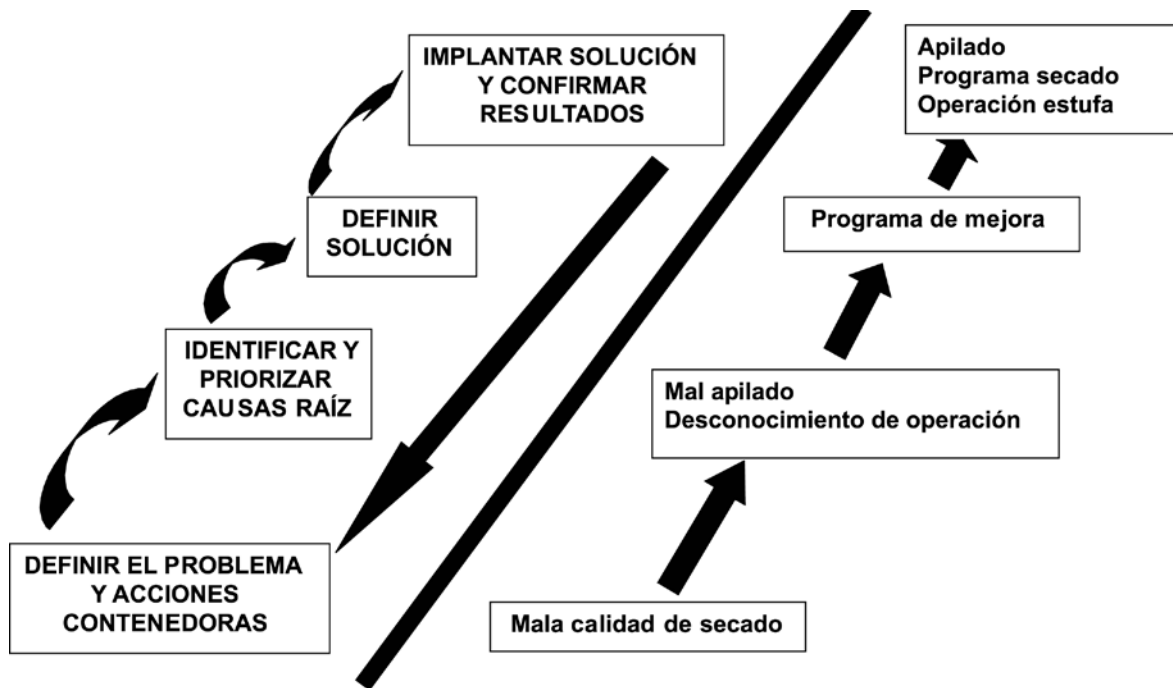 IMPLANTAR SOLUCIÓN
Y CONFIRMAR
RESULTADOS
DEFINIR
SOLUCIÓN
IDENTIFICAR Y
PRIORIZAR
CAUSAS RAÍZ
DEFINIR EL PROBLEMA
Y ACCIONES
CONTENEDORAS
Apilado
Programa secado
Operación estufa
Programa de mejora
Mal apilado
Desconocimiento de operación
Mala calidad de secado